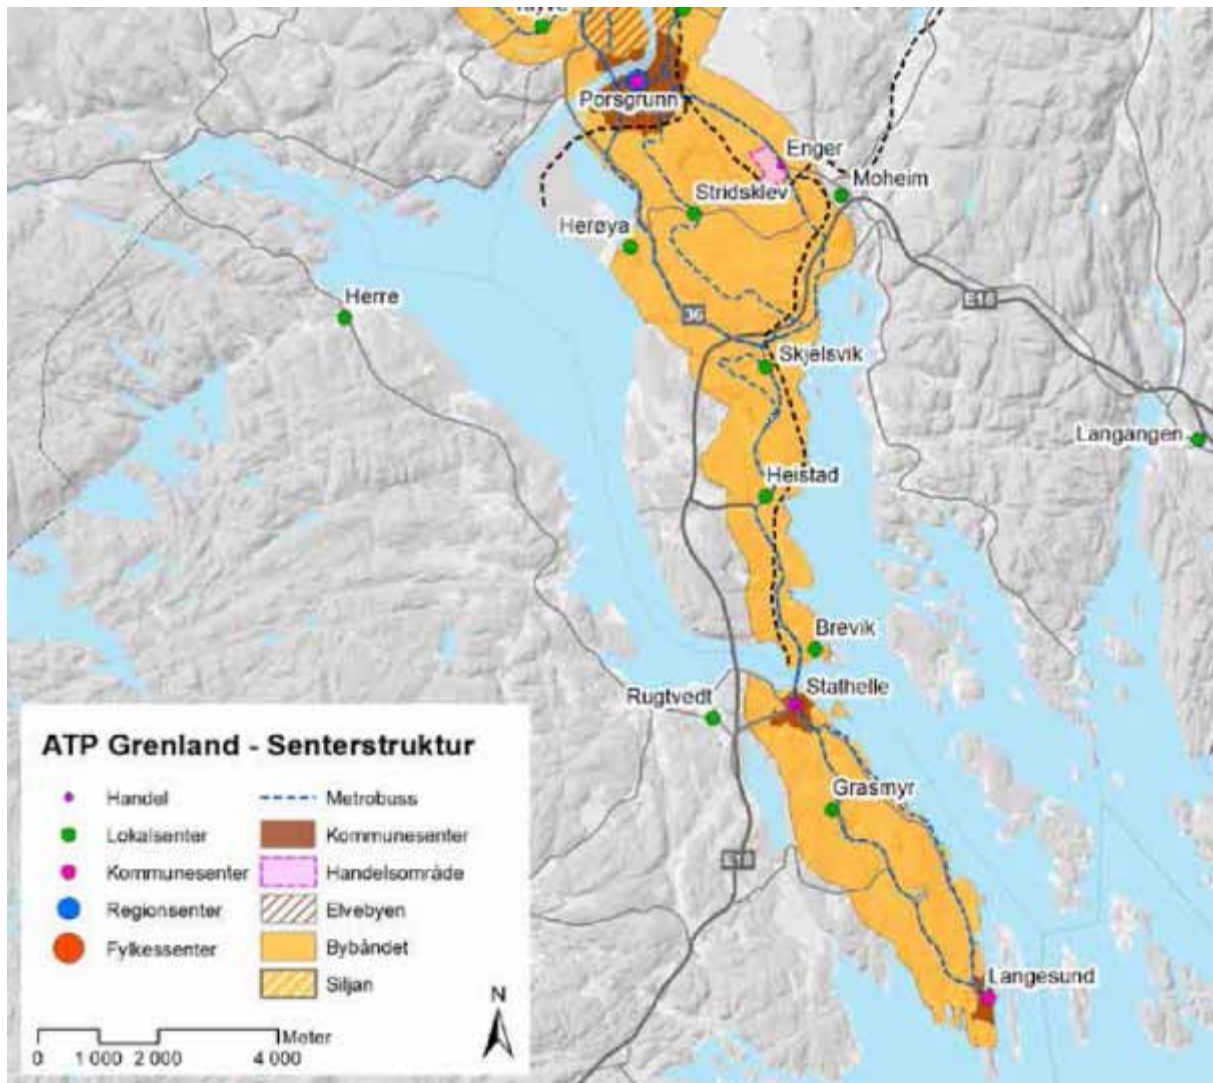 Porsgrunn
Enger
Moheim
Stridsklev
Herøya
Herre
E18
36
Skjelsvik
Langangen
Heistad
Brevik
Stathelle
Rugtvedt
Grasmyr
E18
Langesund
ATP Grenland - Senterstruktur
Handel
Lokalsenter
Kommunesenter
Regionsenter
Fylkessenter
Metrobuss
Kommunesenter
Handelsområde
Elvebyen
Bybåndet
Siljan
N
Meter
0 1 000 2 000 4 000